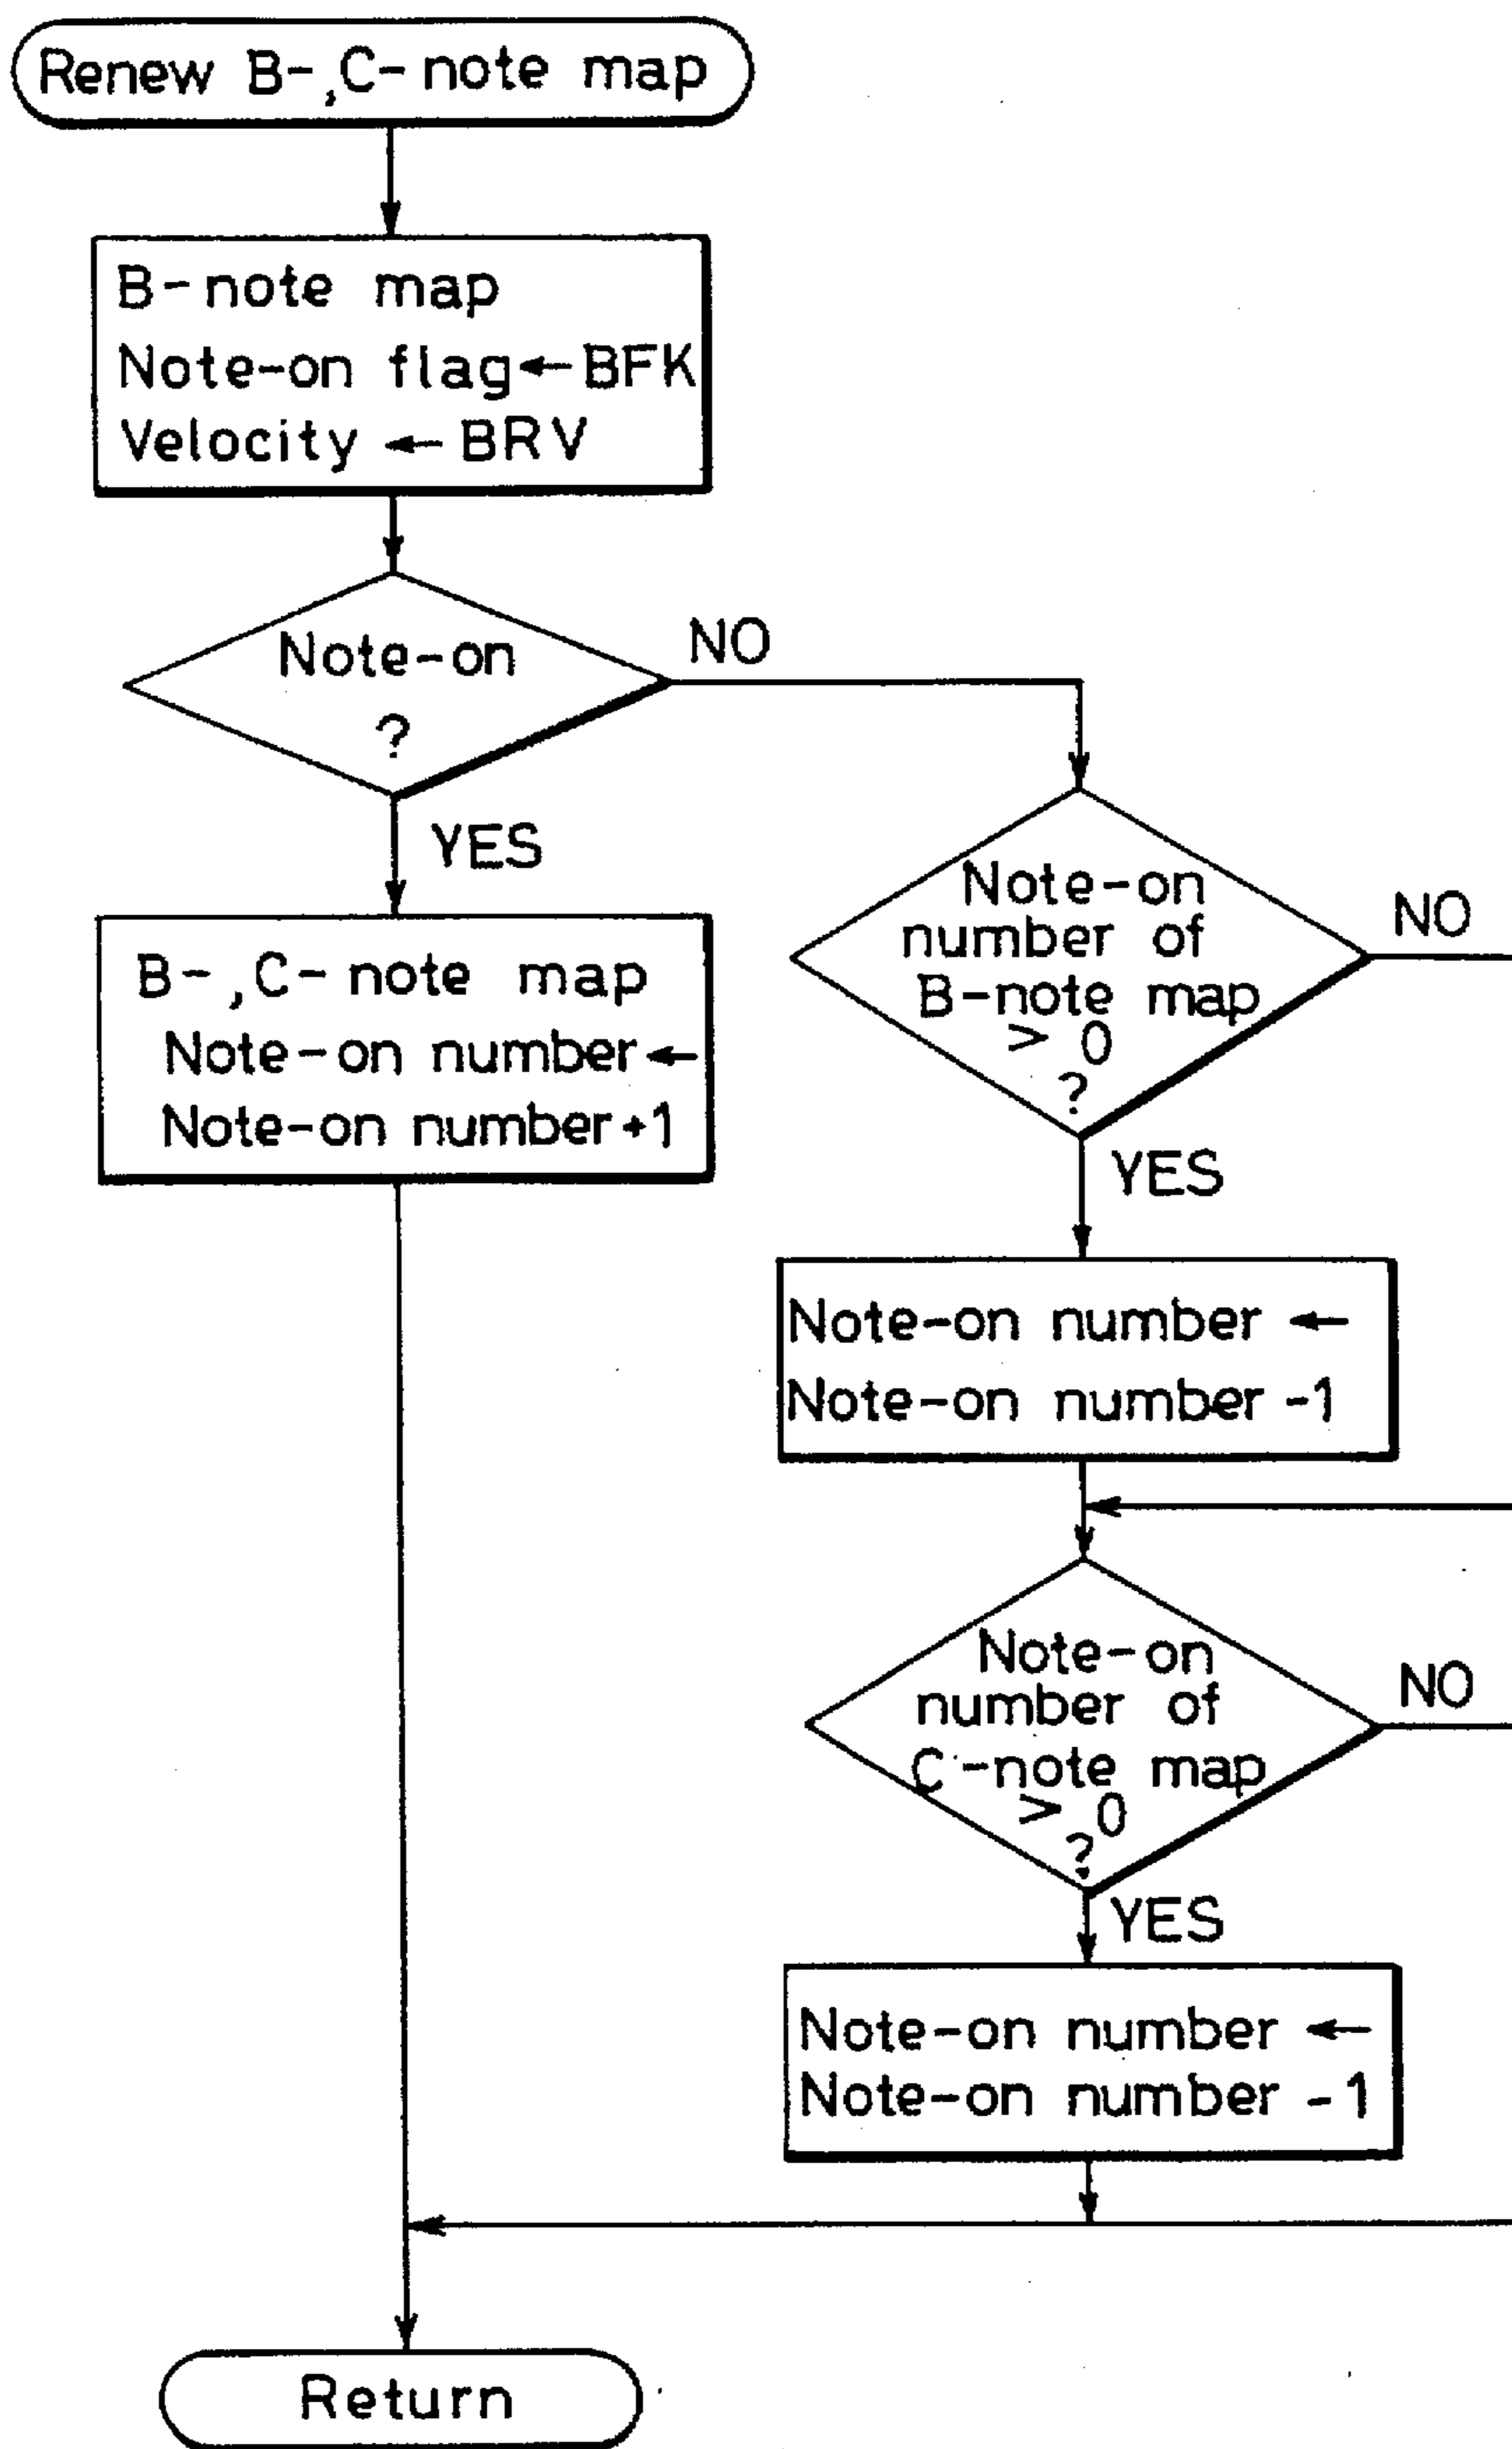 Renew B-,C-note map
B-note map
Note-on flag←BFK
Velocity ← BRV
Note-on
?
NO
YES
B-,C-note map
Note-on number←
Note-on number+1
Note-on
number of
B-note map
> 0
?
NO
YES
Note-on number ←
Note-on number -1
Note-on
number of
C-note map
> 0
?
NO
YES
Note-on number ←
Note-on number -1
Return